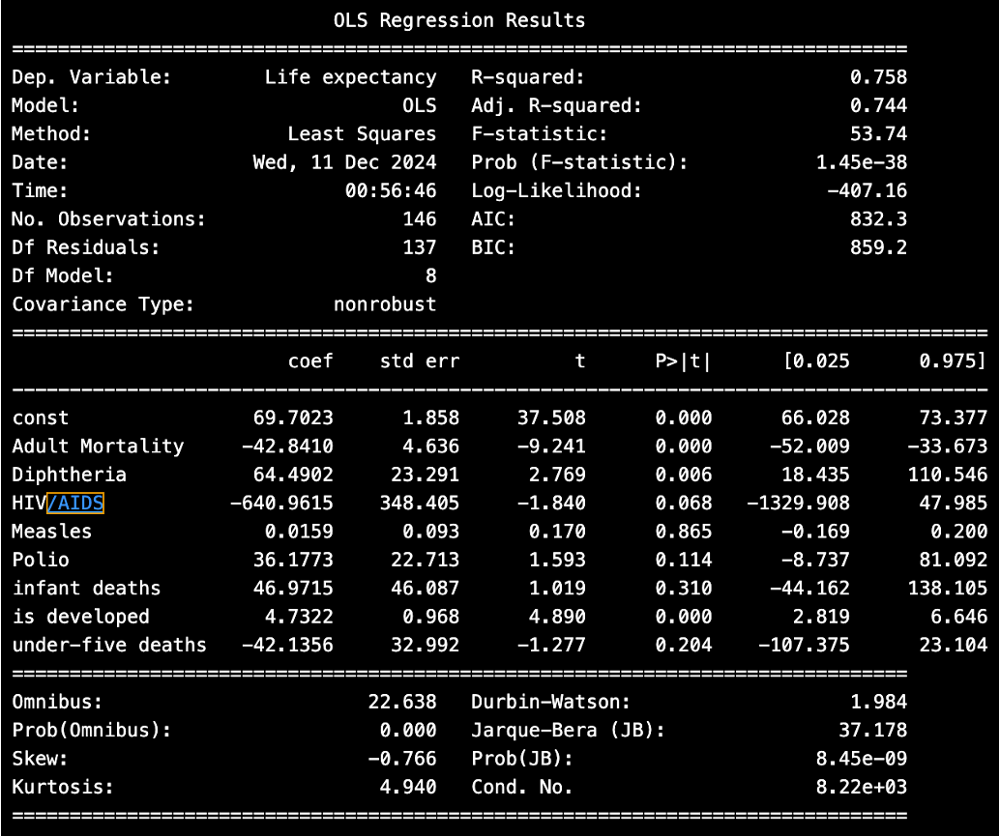 OLS Regression Results
==============================================================================
Dep. Variable: Life expectancy R-squared: 0.758
Model: OLS Adj. R-squared: 0.744
Method: Least Squares F-statistic: 53.74
Date: Wed, 11 Dec 2024 Prob (F-statistic): 1.45e-38
Time: 00:56:46 Log-Likelihood: -407.16
No. Observations: 146 AIC: 832.3
Df Residuals: 137 BIC: 859.2
Df Model: 8
Covariance Type: nonrobust
=====================================================================================
coef std err t P>|t| [0.025 0.975]
-------------------------------------------------------------------------------------
const 69.7023 1.858 37.508 0.000 66.028 73.377
Adult Mortality -42.8410 4.636 -9.241 0.000 -52.009 -33.673
Diphtheria 64.4902 23.291 2.769 0.006 18.435 110.546
HIV/AIDS -640.9615 348.405 -1.840 0.068 -1329.908 47.985
Measles 0.0159 0.093 0.170 0.865 -0.169 0.200
Polio 36.1773 22.713 1.593 0.114 -8.737 81.092
infant deaths 46.9715 46.087 1.019 0.310 -44.162 138.105
is developed 4.7322 0.968 4.890 0.000 2.819 6.646
under-five deaths -42.1356 32.992 -1.277 0.204 -107.375 23.104
==============================================================================
Omnibus: 22.638 Durbin-Watson: 1.984
Prob(Omnibus): 0.000 Jarque-Bera (JB): 37.178
Skew: -0.766 Prob(JB): 8.45e-09
Kurtosis: 4.940 Cond. No. 8.22e+03
==============================================================================